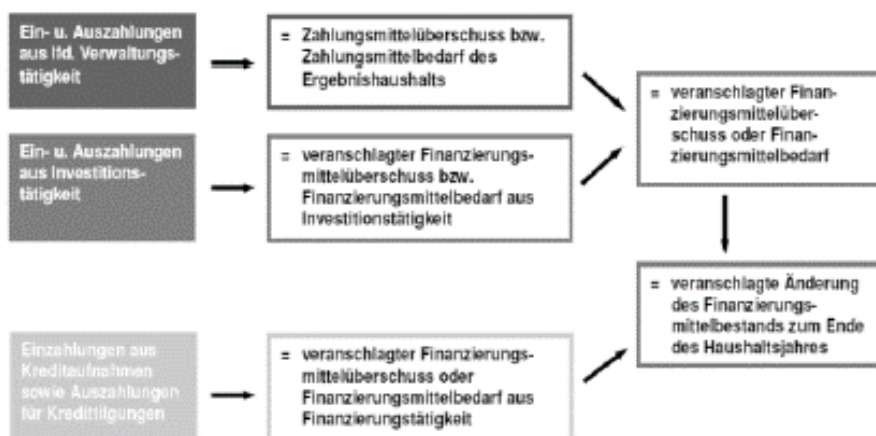 Ein- u. Auszahlungen
aus lfd. Verwaltungs-
tätigkeit
= Zahlungsmittelüberschuss bzw.
Zahlungsmittelbedarf des
Ergebnishaushalts
= veranschlagter Finan-
zierungsmittelüber-
schuss oder Finan-
zierungsmittelbedarf
Ein- u. Auszahlungen
aus Investitions-
tätigkeit
= veranschlagter Finanzierungs-
mittelüberschuss bzw.
Finanzierungsmittelbedarf aus
Investitionstätigkeit
= veranschlagte Änderung
des Finanzierungs-
mittelbestands zum Ende
des Haushaltsjahres
Einzahlungen aus
Kreditaufnahmen
sowie Auszahlungen
für Kredittilgungen
= veranschlagter Finanzierungs-
mittelüberschuss oder
Finanzierungsmittelbedarf aus
Finanzierungstätigkeit